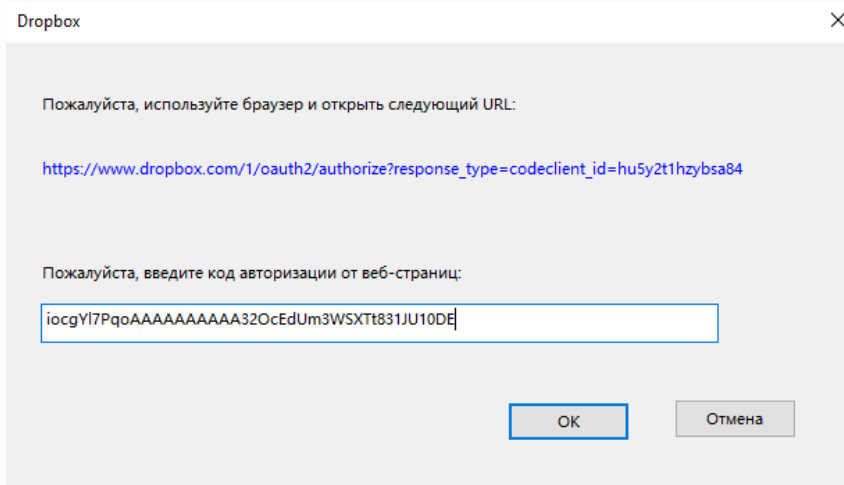 Dropbox
Пожалуйста, используйте браузер и открыть следующий URL:
https://www.dropbox.com/1/oauth2/authorize?response_type=codeclient_id=hu5y2t1hzybsa84
Пожалуйста, введите код авторизации от веб-страниц:
iocgYl7PqoAAAAAAAAAA32OcEdUm3WSXTt831JU10DE
OK
Отмена